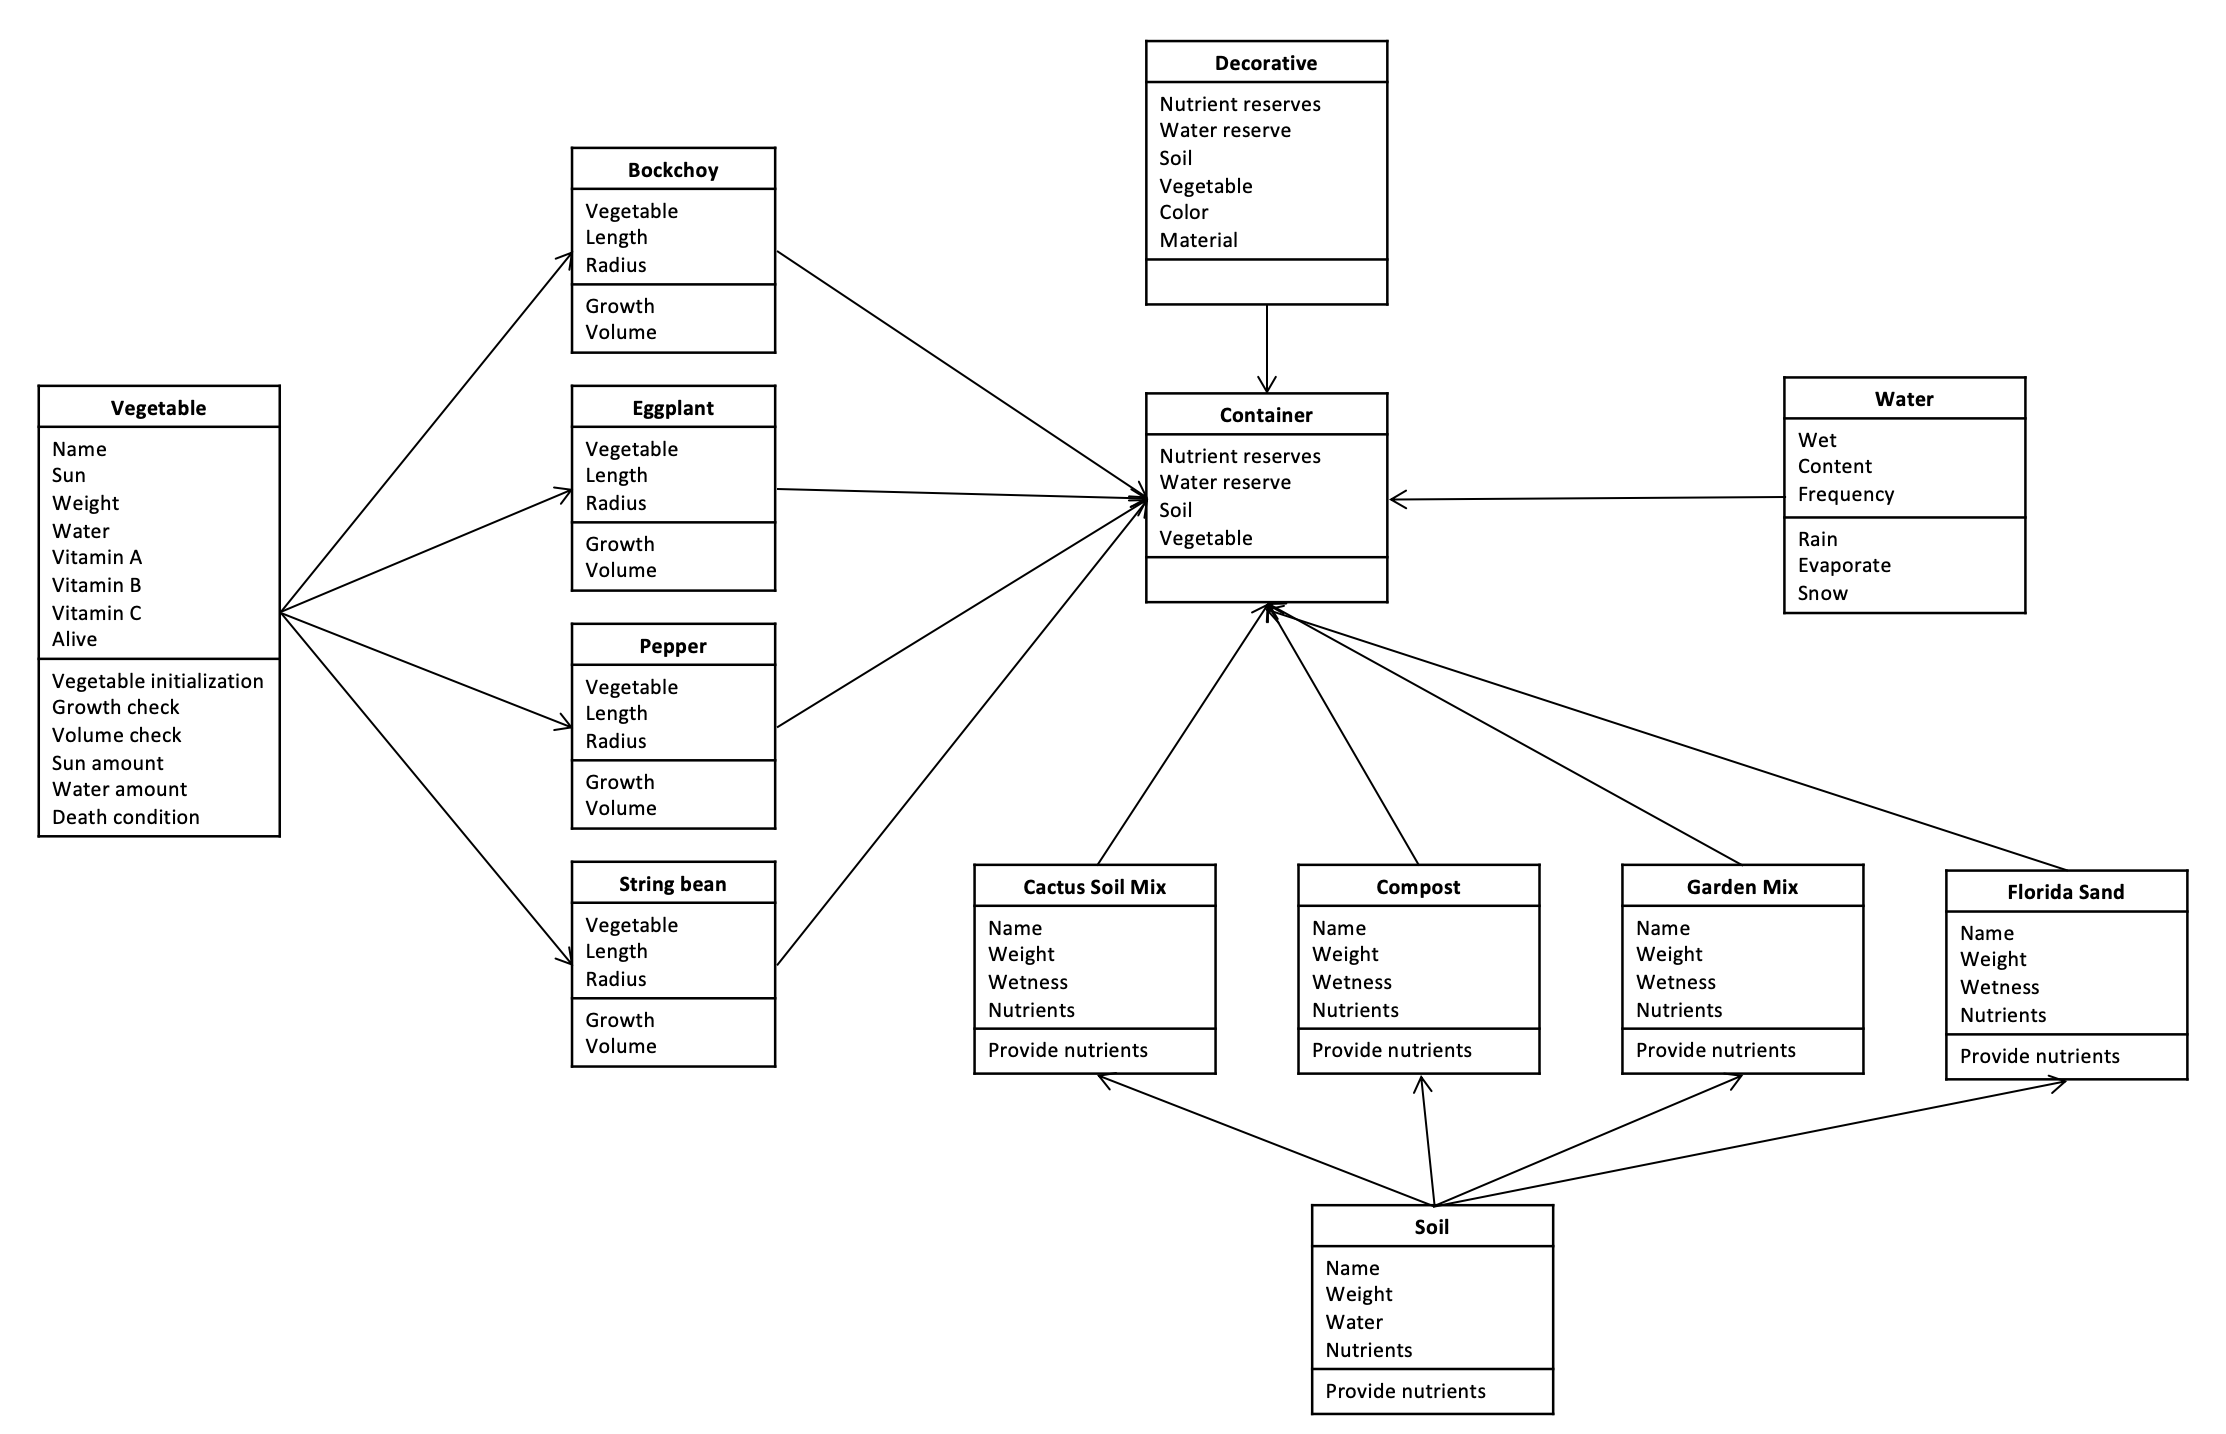 Decorative
Nutrient reserves
Water reserve
Soil
Vegetable
Color
Material
Bockchoy
Vegetable
Length
Radius
Growth
Volume
Vegetable
Name
Sun
Weight
Water
Vitamin A
Vitamin B
Vitamin C
Alive
Vegetable initialization
Growth check
Volume check
Sun amount
Water amount
Death condition
Eggplant
Vegetable
Length
Radius
Growth
Volume
Container
Nutrient reserves
Water reserve
Soil
Vegetable
Water
Wet
Content
Frequency
Rain
Evaporate
Snow
Pepper
Vegetable
Length
Radius
Growth
Volume
String bean
Vegetable
Length
Radius
Growth
Volume
Cactus Soil Mix
Name
Weight
Wetness
Nutrients
Provide nutrients
Compost
Name
Weight
Wetness
Nutrients
Provide nutrients
Garden Mix
Name
Weight
Wetness
Nutrients
Provide nutrients
Florida Sand
Name
Weight
Wetness
Nutrients
Provide nutrients
Soil
Name
Weight
Water
Nutrients
Provide nutrients